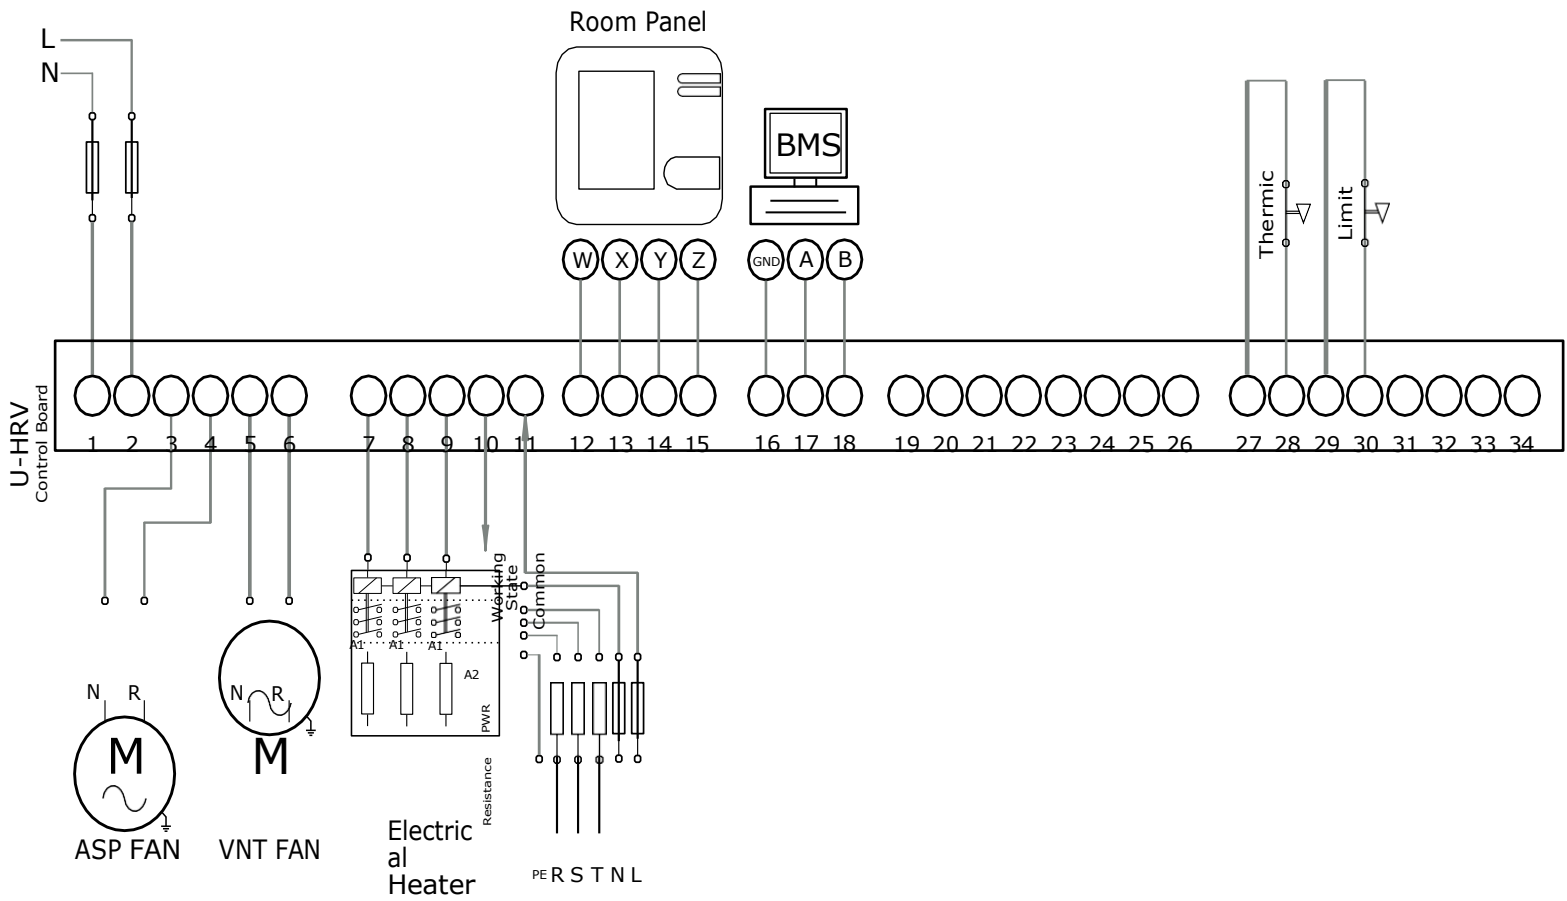 Room Panel
L
N
BMS
Thermic
Limit
W X Y Z GND A B
U-HRV
Control Board
1 2 3 4 5 6 7 8 9 10 11 12 13 14 15 16 17 18 19 20 21 22 23 24 25 26 27 28 29 30 31 32 33 34
Working
State
Common
A1 A1 A1
A2
PWR
N R
N R
M
M
Resistance
ASP FAN
VNT FAN
Electric
al
Heater
PE R S T N L